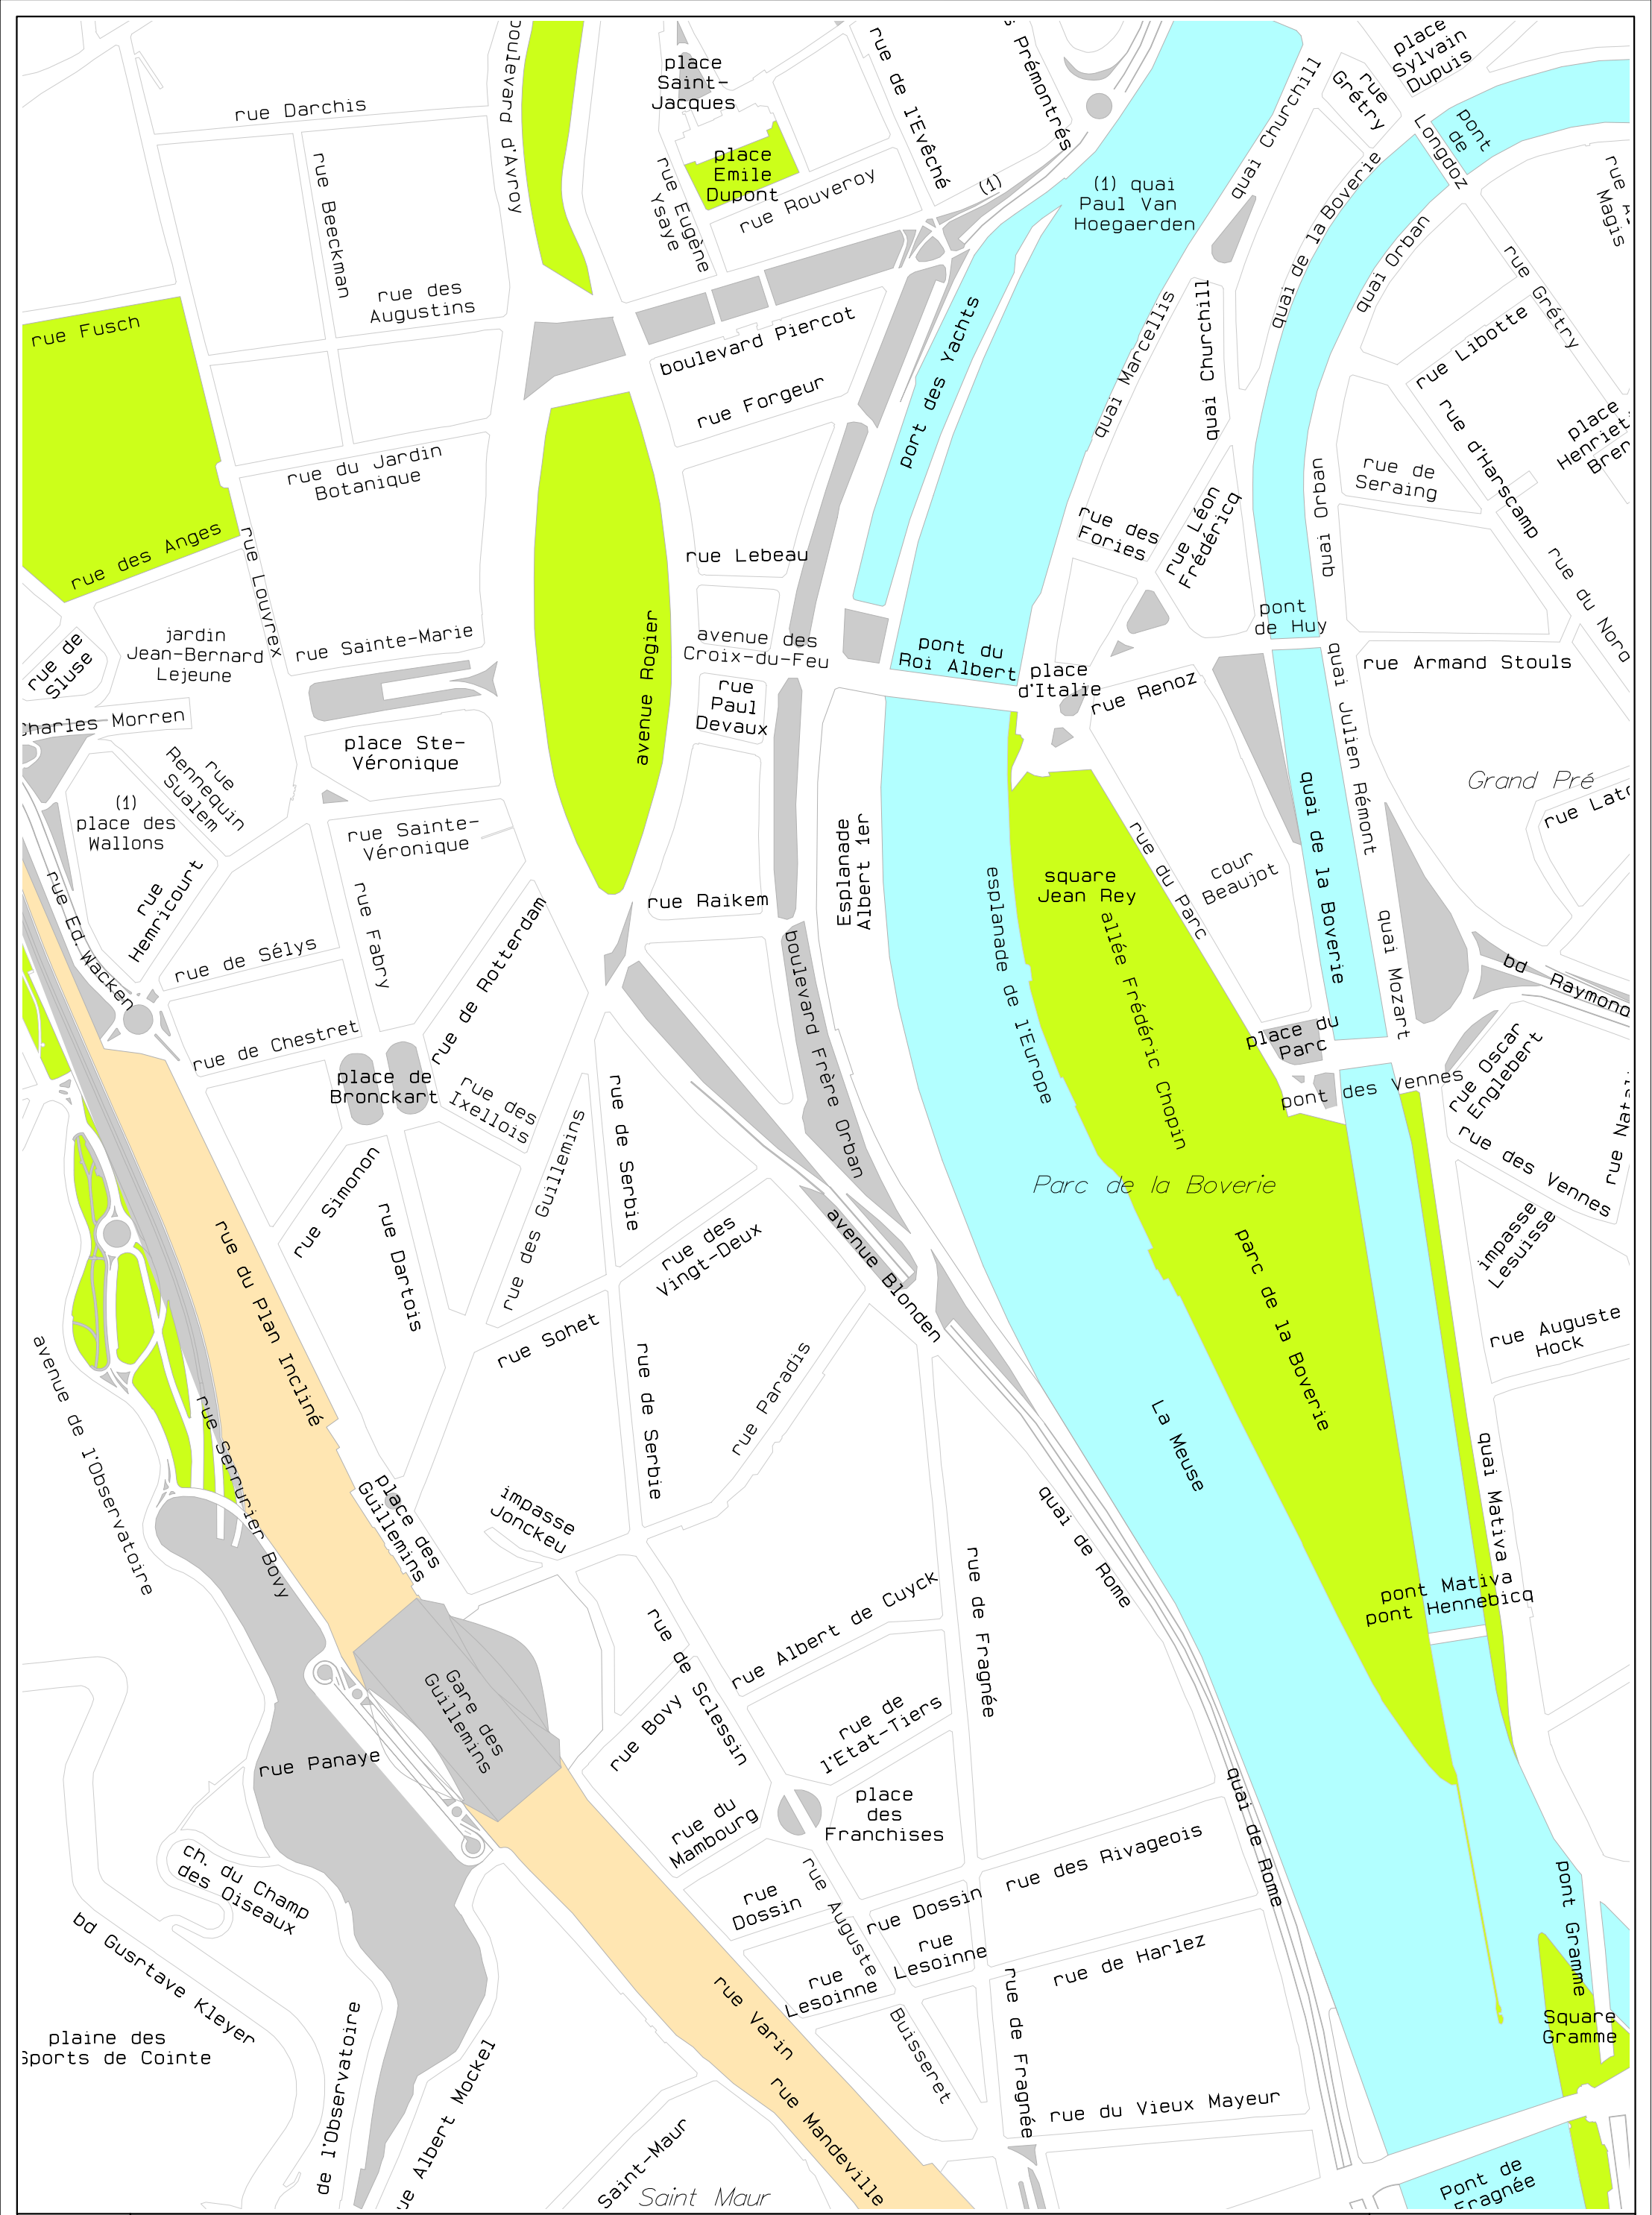 place
Sylvain
Dupuis
boulevard d'Avroy
place
Saint-
Jacques
rue de l'Evêché
Prémontrés
quai Churchill
rue
Grétry
pont
de
Longdoz
rue Darchis
rue Beeckman
place
Emile
Dupont
rue Eugène
Ysaye
rue Rouveroy
(1)
(1) quai
Paul Van
Hoegaerden
quai de la Boverie
quai Orban
rue
Magis
rue Grétry
rue Fusch
rue des
Augustins
boulevard Piercot
rue Forgeur
port des Yachts
quai Marcellis
quai Churchill
rue Libotte
place
rue d'Harscamp
rue du Jardin
Botanique
rue de
Seraing
quai Orban
rue des Anges
rue Louvrex
rue Lebeau
rue des
Fories
rue Léon
Frédéricq
rue du Nord
pont
de Huy
jardin
Jean-Bernard
Lejeune
rue de
Sluse
rue Sainte-Marie
avenue Rogier
avenue des
Croix-du-Feu
pont du
Roi Albert
place
d'Italie
rue Renoz
quai Julien Rémont
rue Armand Stouls
rue
Paul
Devaux
Charles Morren
place Ste-
Véronique
rue
Rennequin
Sualem
(1)
place des
Wallons
rue Sainte-
Véronique
Grand Pré
quai de la Boverie
Esplanade
Albert 1er
rue du Parc
cour
Beaujot
square
Jean Rey
rue
Hemricourt
rue Ed. Wacken
rue Fabry
rue de Rotterdam
rue Raikem
rue de Sélys
esplanade de l'Europe
allée Frédéric Chopin
quai Mozart
bd Raymond
boulevard Frère Orban
rue de Chestret
place du
Parc
rue Oscar
Englebert
place de
Bronckart
rue des
Ixellois
pont des Vennes
rue des Vennes
rue des Guillemins
rue de Serbie
rue Simonon
rue Dartois
Parc de la Boverie
impasse
Lesuisse
rue des
Vingt-Deux
avenue Blonden
parc de la Boverie
rue du Plan Incliné
rue Sohet
rue Auguste
Hock
avenue de l'Observatoire
rue de Serbie
rue Paradis
La Meuse
rue Serrurier Bovy
place des
Guillemins
impasse
Jonckeu
quai de Rome
quai Mativa
rue de Fragnée
rue Albert de Cuyck
pont Mativa
pont Hennebicq
rue de Sclessin
Gare des
Guillemins
rue Bovy
rue de
l'Etat-Tiers
rue Panaye
quai de Rome
rue du
Mambourg
place
des
Franchises
ch. du Champ
des Oiseaux
rue des Rivageois
pont Gramme
rue
Dossin
rue Auguste
rue Dossin
rue
Lesoinne
rue
Lesoinne
rue de Harlez
bd Gusrtave Kleyer
plaine des
Sports de Cointe
rue Varin
Buisseret
rue de Fragnée
Square
Gramme
de l'Observatoire
rue Albert Mockel
rue Mandeville
rue du Vieux Mayeur
Saint-Maur
Saint Maur
Pont de
Fragnée